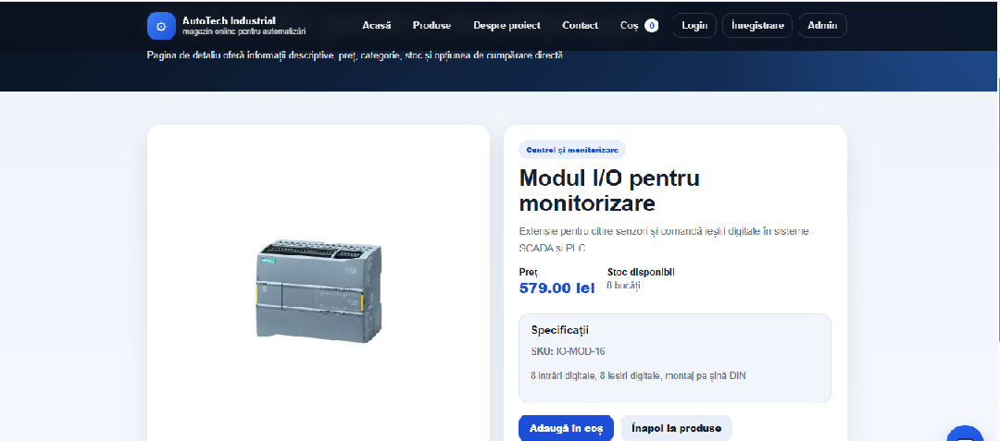 AutoTech Industrial
magazin online pentru automatizări
Acasă
Produse
Despre proiect
Contact
Coș 0
Login
Înregistrare
Admin
Pagina de detaliu oferă informații descriptive, preț, categorie, stoc și opțiunea de cumpărare directă
SIEMENS
Control și monitorizare
Modul I/O pentru
monitorizare
Extensie pentru citire senzori și comandă ieșiri digitale în sisteme
SCADA și PLC
Preț
579.00 lei
Stoc disponibil
8 bucăți
Specificații
SKU: IO-MOD-16
8 intrări digitale, 8 ieșiri digitale, montaj pe șină DIN
Adaugă în coș
Înapoi la produse